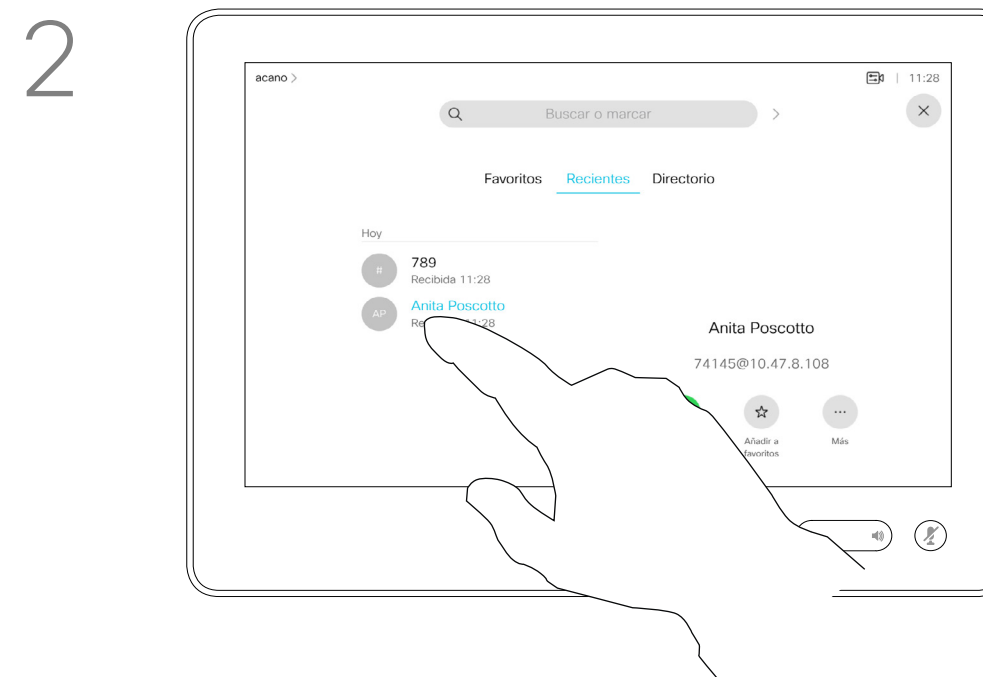 2
acano >
11:28
Buscar o marcar
Favoritos Recientes Directorio
Hoy
#
789
Recibida 11:28
AP
Anita Poscotto
Anita Poscotto
74145@10.47.8.108
Añadir a
favoritos
Más